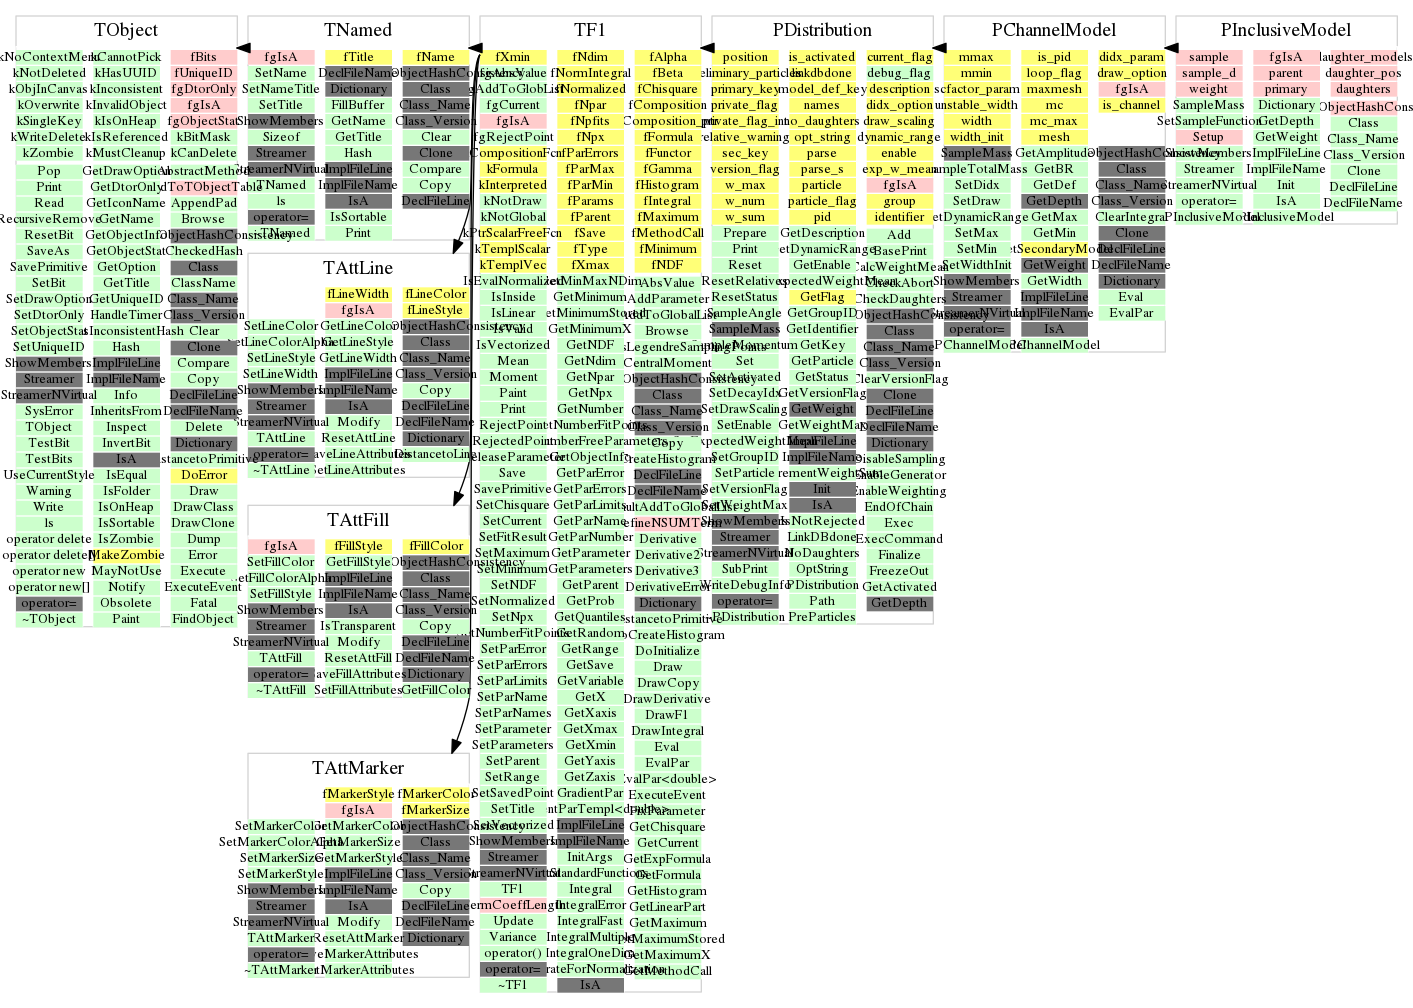 TObject
kNotDeleted
kObjInCanvas
kOverwrite
kSingleKey
kWriteDelete
kZombie
Pop
Print
Read
RecursiveRemove
ResetBit
SaveAs
SavePrimitive
SetBit
SetDrawOption
SetDtorOnly
SetObjectStat
SetUniqueID
ShowMembers
Streamer
StreamerNVirtual
SysError
TObject
TestBit
TestBits
UseCurrentStyle
Warning
Write
ls
operator delete
operator delete[]
operator new
operator new[]
operator=
~TObject
kCannotPick
kHasUUID
kInconsistent
kInvalidObject
kIsOnHeap
kIsReferenced
kMustCleanup
GetDrawOption
GetDtorOnly
GetIconName
GetName
GetObjectInfo
GetObjectStat
GetOption
GetTitle
GetUniqueID
HandleTimer
HasInconsistentHash
Hash
ImplFileLine
ImplFileName
Info
InheritsFrom
Inspect
InvertBit
IsA
IsEqual
IsFolder
IsOnHeap
IsSortable
IsZombie
MakeZombie
MayNotUse
Notify
Obsolete
Paint
fBits
fUniqueID
fgDtorOnly
fgIsA
fgObjectStat
kBitMask
kCanDelete
AbstractMethod
AppendPad
Browse
CheckedHash
Class
ClassName
Class_Name
Class_Version
Clear
Clone
Compare
Copy
DeclFileLine
DeclFileName
Delete
Dictionary
DistancetoPrimitive
DoError
Draw
DrawClass
DrawClone
Dump
Error
Execute
ExecuteEvent
Fatal
FindObject
TNamed
fgIsA
SetName
SetNameTitle
SetTitle
ShowMembers
Sizeof
Streamer
StreamerNVirtual
TNamed
ls
operator=
~TNamed
fTitle
DeclFileName
Dictionary
FillBuffer
GetName
GetTitle
Hash
ImplFileLine
ImplFileName
IsA
IsSortable
Print
fName
Class
Class_Name
Class_Version
Clear
Clone
Compare
Copy
DeclFileLine
TAttLine
SetLineColor
SetLineColorAlpha
SetLineStyle
SetLineWidth
ShowMembers
Streamer
StreamerNVirtual
TAttLine
operator=
~TAttLine
fLineWidth
fgIsA
GetLineColor
GetLineStyle
GetLineWidth
ImplFileLine
ImplFileName
IsA
Modify
ResetAttLine
SaveLineAttributes
SetLineAttributes
fLineColor
fLineStyle
CheckTObjectHashConsistency
Class
Class_Name
Class_Version
Copy
DeclFileLine
DeclFileName
Dictionary
DistancetoLine
TAttFill
fgIsA
SetFillColor
SetFillColorAlpha
SetFillStyle
ShowMembers
Streamer
StreamerNVirtual
TAttFill
operator=
~TAttFill
fFillStyle
GetFillStyle
ImplFileLine
ImplFileName
IsA
IsTransparent
Modify
ResetAttFill
SaveFillAttributes
SetFillAttributes
fFillColor
CheckTObjectHashConsistency
Class
Class_Name
Class_Version
Copy
DeclFileLine
DeclFileName
Dictionary
GetFillColor
TAttMarker
SetMarkerColor
SetMarkerColorAlpha
SetMarkerSize
SetMarkerStyle
ShowMembers
Streamer
StreamerNVirtual
TAttMarker
operator=
~TAttMarker
fMarkerStyle
fgIsA
GetMarkerColor
GetMarkerSize
GetMarkerStyle
ImplFileLine
ImplFileName
IsA
Modify
ResetAttMarker
SaveMarkerAttributes
SetMarkerAttributes
fMarkerColor
fMarkerSize
CheckTObjectHashConsistency
Class
Class_Name
Class_Version
Copy
DeclFileLine
DeclFileName
Dictionary
TF1
fXmin
fgAbsValue
fgAddToGlobList
fgCurrent
fgIsA
fgRejectPoint
kCompositionFcn
kFormula
kInterpreted
kNotDraw
kNotGlobal
kPtrScalarFreeFcn
kTemplScalar
kTemplVec
IsEvalNormalized
IsInside
IsLinear
IsValid
IsVectorized
Mean
Moment
Paint
Print
RejectPoint
RejectedPoint
ReleaseParameter
Save
SavePrimitive
SetChisquare
SetCurrent
SetFitResult
SetMaximum
SetMinimum
SetNDF
SetNormalized
SetNpx
SetNumberFitPoints
SetParError
SetParErrors
SetParLimits
SetParName
SetParNames
SetParameter
SetParameters
SetParent
SetRange
SetSavedPoint
SetTitle
SetVectorized
ShowMembers
Streamer
StreamerNVirtual
TF1
TermCoeffLength
Update
Variance
operator()
operator=
~TF1
fNdim
fNormIntegral
fNormalized
fNpar
fNpfits
fNpx
fParErrors
fParMax
fParMin
fParams
fParent
fSave
fType
fXmax
GetMinMaxNDim
GetMinimum
GetMinimumStored
GetMinimumX
GetNDF
GetNdim
GetNpar
GetNpx
GetNumber
GetNumberFitPoints
GetNumberFreeParameters
GetObjectInfo
GetParError
GetParErrors
GetParLimits
GetParName
GetParNumber
GetParameter
GetParameters
GetParent
GetProb
GetQuantiles
GetRandom
GetRange
GetSave
GetVariable
GetX
GetXaxis
GetXmax
GetXmin
GetYaxis
GetZaxis
GradientPar
GradientParTempl<double>
ImplFileLine
ImplFileName
InitArgs
InitStandardFunctions
Integral
IntegralError
IntegralFast
IntegralMultiple
IntegralOneDim
IntegrateForNormalization
IsA
fAlpha
fBeta
fChisquare
fComposition
fComposition_ptr
fFormula
fFunctor
fGamma
fHistogram
fIntegral
fMaximum
fMethodCall
fMinimum
fNDF
AbsValue
AddParameter
AddToGlobalList
Browse
CalcGaussLegendreSamplingPoints
CentralMoment
CheckTObjectHashConsistency
Class
Class_Name
Class_Version
Copy
CreateHistogram
DeclFileLine
DeclFileName
DefaultAddToGlobalList
DefineNSUMTerm
Derivative
Derivative2
Derivative3
DerivativeError
Dictionary
DistancetoPrimitive
DoCreateHistogram
DoInitialize
Draw
DrawCopy
DrawDerivative
DrawF1
DrawIntegral
Eval
EvalPar
EvalPar<double>
ExecuteEvent
FixParameter
GetChisquare
GetCurrent
GetExpFormula
GetFormula
GetHistogram
GetLinearPart
GetMaximum
GetMaximumStored
GetMaximumX
GetMethodCall
PDistribution
position
preliminary_particles
primary_key
private_flag
private_flag_int
relative_warning
sec_key
version_flag
w_max
w_num
w_sum
Prepare
Print
Reset
ResetRelatives
ResetStatus
SampleAngle
SampleMass
SampleMomentum
Set
SetActivated
SetDecayIdx
SetDrawScaling
SetEnable
SetExpectedWeightMean
SetGroupID
SetParticle
SetVersionFlag
SetWeightMax
ShowMembers
Streamer
StreamerNVirtual
SubPrint
WriteDebugInfo
operator=
~PDistribution
is_activated
linkdbdone
model_def_key
names
no_daughters
opt_string
parse
parse_s
particle
particle_flag
pid
GetDescription
GetDynamicRange
GetEnable
GetExpectedWeightMean
GetFlag
GetGroupID
GetIdentifier
GetKey
GetParticle
GetStatus
GetVersionFlag
GetWeight
GetWeightMax
ImplFileLine
ImplFileName
IncrementWeightSum
Init
IsA
IsNotRejected
LinkDBdone
NoDaughters
OptString
PDistribution
Path
PreParticles
current_flag
debug_flag
description
didx_option
draw_scaling
dynamic_range
enable
exp_w_mean
fgIsA
group
identifier
Add
BasePrint
CalcWeightMean
CheckAbort
CheckDaughters
CheckTObjectHashConsistency
Class
Class_Name
Class_Version
ClearVersionFlag
Clone
DeclFileLine
DeclFileName
Dictionary
DisableSampling
EnableGenerator
EnableWeighting
EndOfChain
Exec
ExecCommand
Finalize
FreezeOut
GetActivated
GetDepth
PChannelModel
mmax
mmin
scfactor_param
unstable_width
width
width_init
SampleMass
SampleTotalMass
SetDidx
SetDraw
SetDynamicRange
SetMax
SetMin
SetWidthInit
ShowMembers
Streamer
StreamerNVirtual
operator=
~PChannelModel
is_pid
loop_flag
maxmesh
mc
mc_max
mesh
GetAmplitude
GetBR
GetDef
GetDepth
GetMax
GetMin
GetSecondaryModel
GetWeight
GetWidth
ImplFileLine
ImplFileName
IsA
PChannelModel
didx_param
draw_option
fgIsA
is_channel
CheckTObjectHashConsistency
Class
Class_Name
Class_Version
ClearIntegral
Clone
DeclFileLine
DeclFileName
Dictionary
Eval
EvalPar
PInclusiveModel
sample
sample_d
weight
SampleMass
SetSampleFunction
Setup
ShowMembers
Streamer
StreamerNVirtual
operator=
~PInclusiveModel
fgIsA
parent
primary
Dictionary
GetDepth
GetWeight
ImplFileLine
ImplFileName
Init
IsA
PInclusiveModel
daughter_models
daughter_pos
daughters
Class
Class_Name
Class_Version
Clone
DeclFileLine
DeclFileName